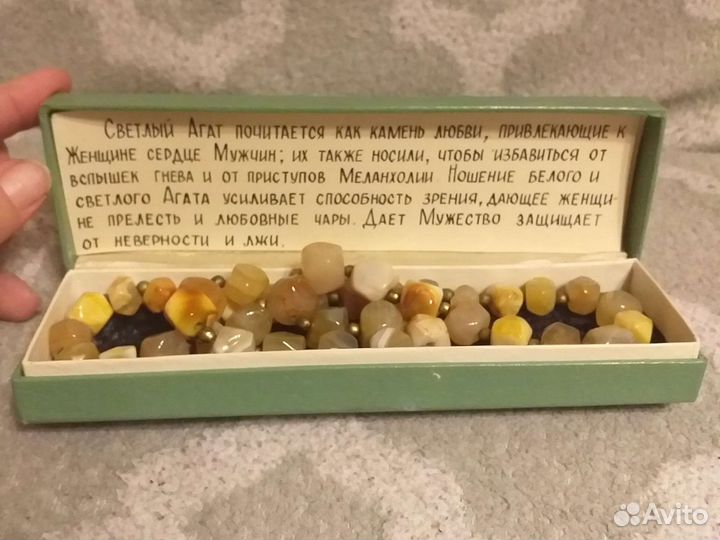 Светлый Агат почитается как камень любви, привлекающие к
Женщине сердце Мужчин; их также носили, чтобы избавиться от
вспышек гнева и от приступов Меланхолии. Ношение белого и
светлого Агата усиливает способность зрения, дающее женщи-
не прелесть и любовные чары. Дает Мужество защищает
от неверности и лжи.
Avito